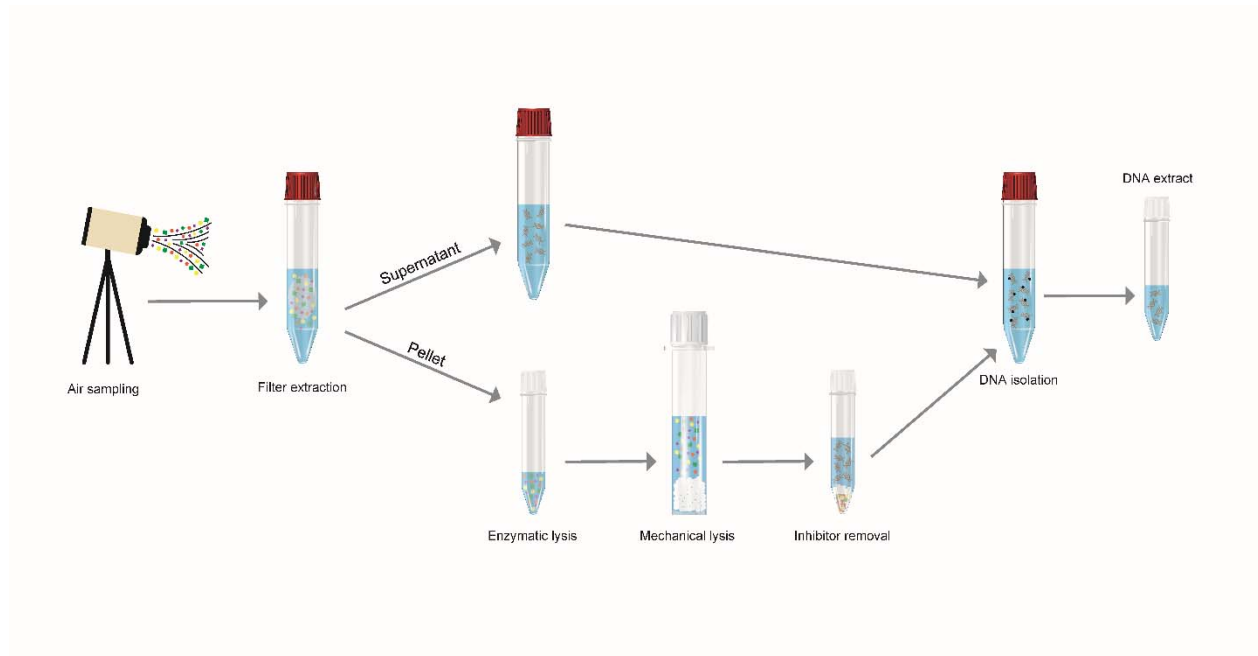 Air sampling
Filter extraction
Supernatant
Pellet
Enzymatic lysis
Mechanical lysis
Inhibitor removal
DNA isolation
DNA extract